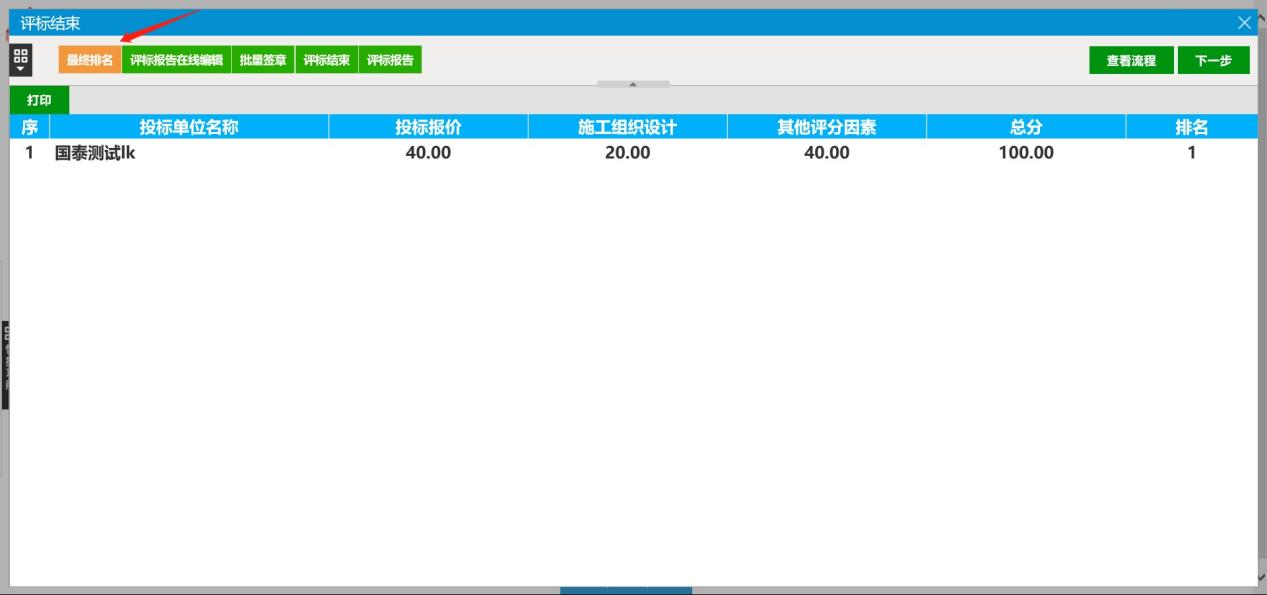 评标结束
最终排名 评标报告在线编辑 批量签章 评标结束 评标报告 查看流程 下一步
打印
序 投标单位名称 投标报价 施工组织设计 其他评分因素 总分 排名
1 国泰测试lk 40.00 20.00 40.00 100.00 1